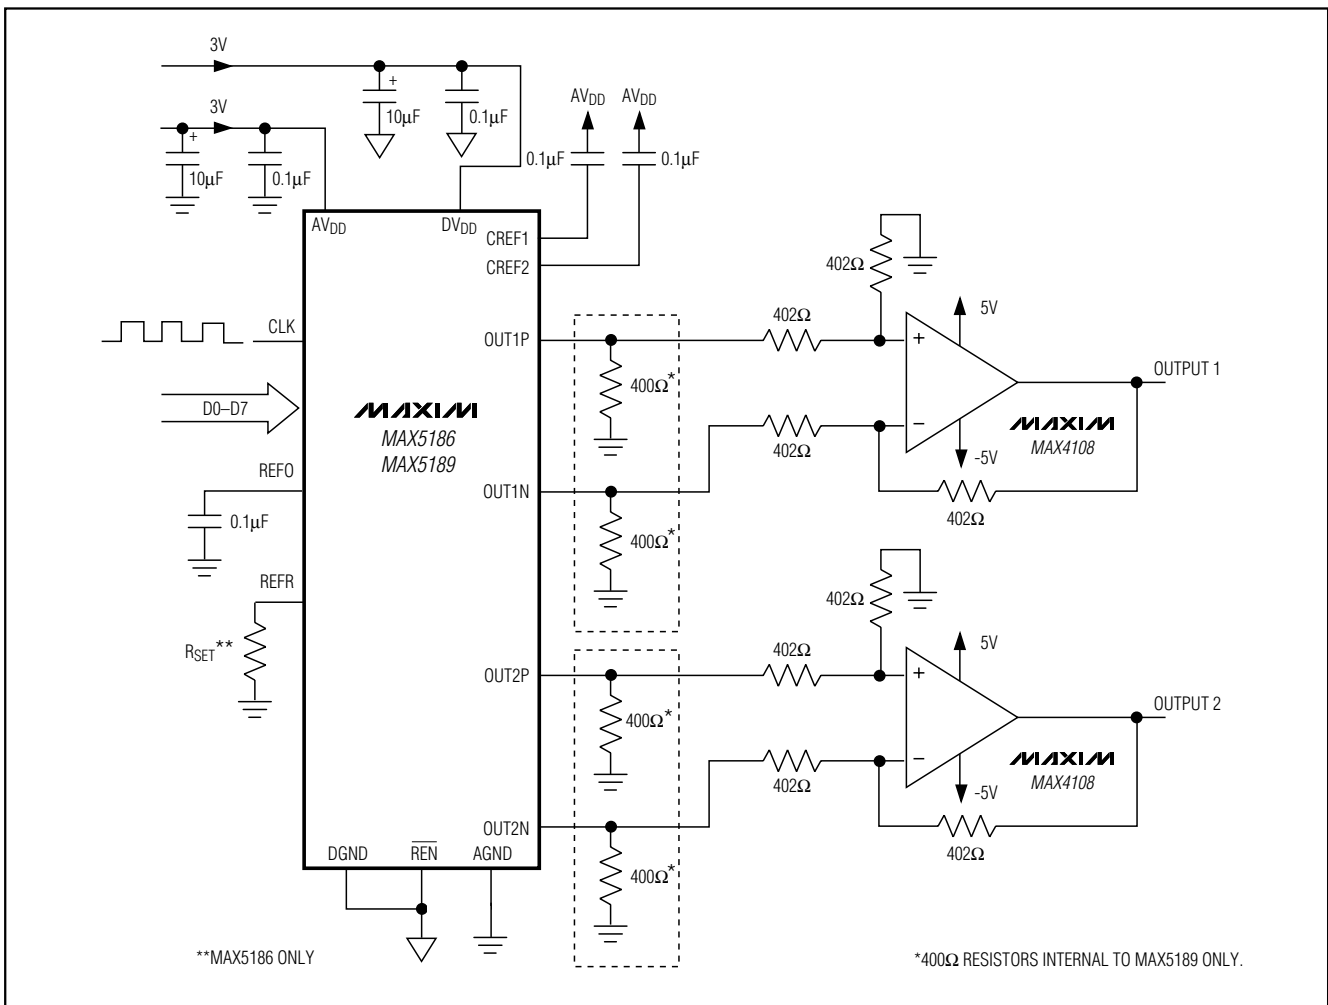 3V
+
10µF
0.1µF
3V
+
10µF
0.1µF
AVDD
AVDD
0.1µF
0.1µF
AVDD
DVDD
CREF1
CREF2
CLK
D0–D7
MAXIM
MAX5186
MAX5189
REFO
0.1µF
REFR
RSET**
OUT1P
400Ω*
OUT1N
400Ω*
OUT2P
400Ω*
OUT2N
400Ω*
DGND
REN
AGND
402Ω
402Ω
+
5V
OUTPUT 1
402Ω
−
-5V
MAXIM
MAX4108
402Ω
402Ω
402Ω
+
5V
OUTPUT 2
402Ω
−
-5V
MAXIM
MAX4108
402Ω
**MAX5186 ONLY
*400Ω RESISTORS INTERNAL TO MAX5189 ONLY.